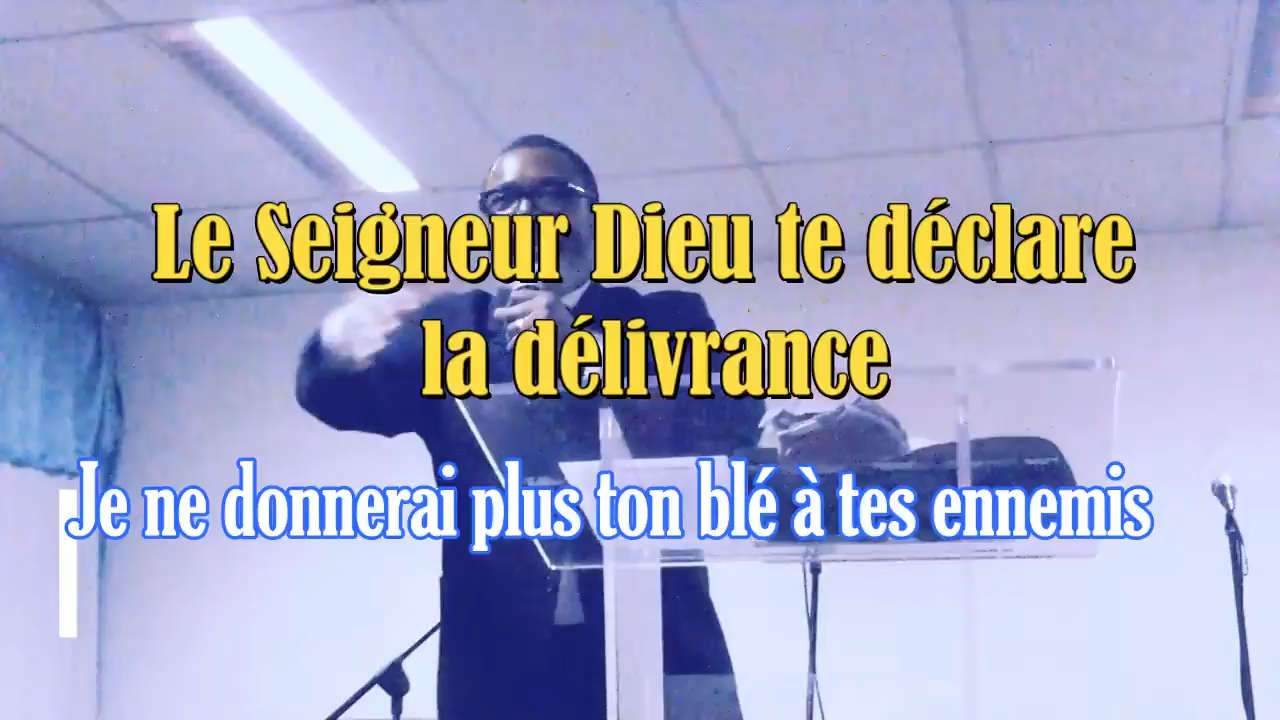 Le Seigneur Dieu te déclare
la délivrance
Je ne donnerai plus ton blé à tes ennemis